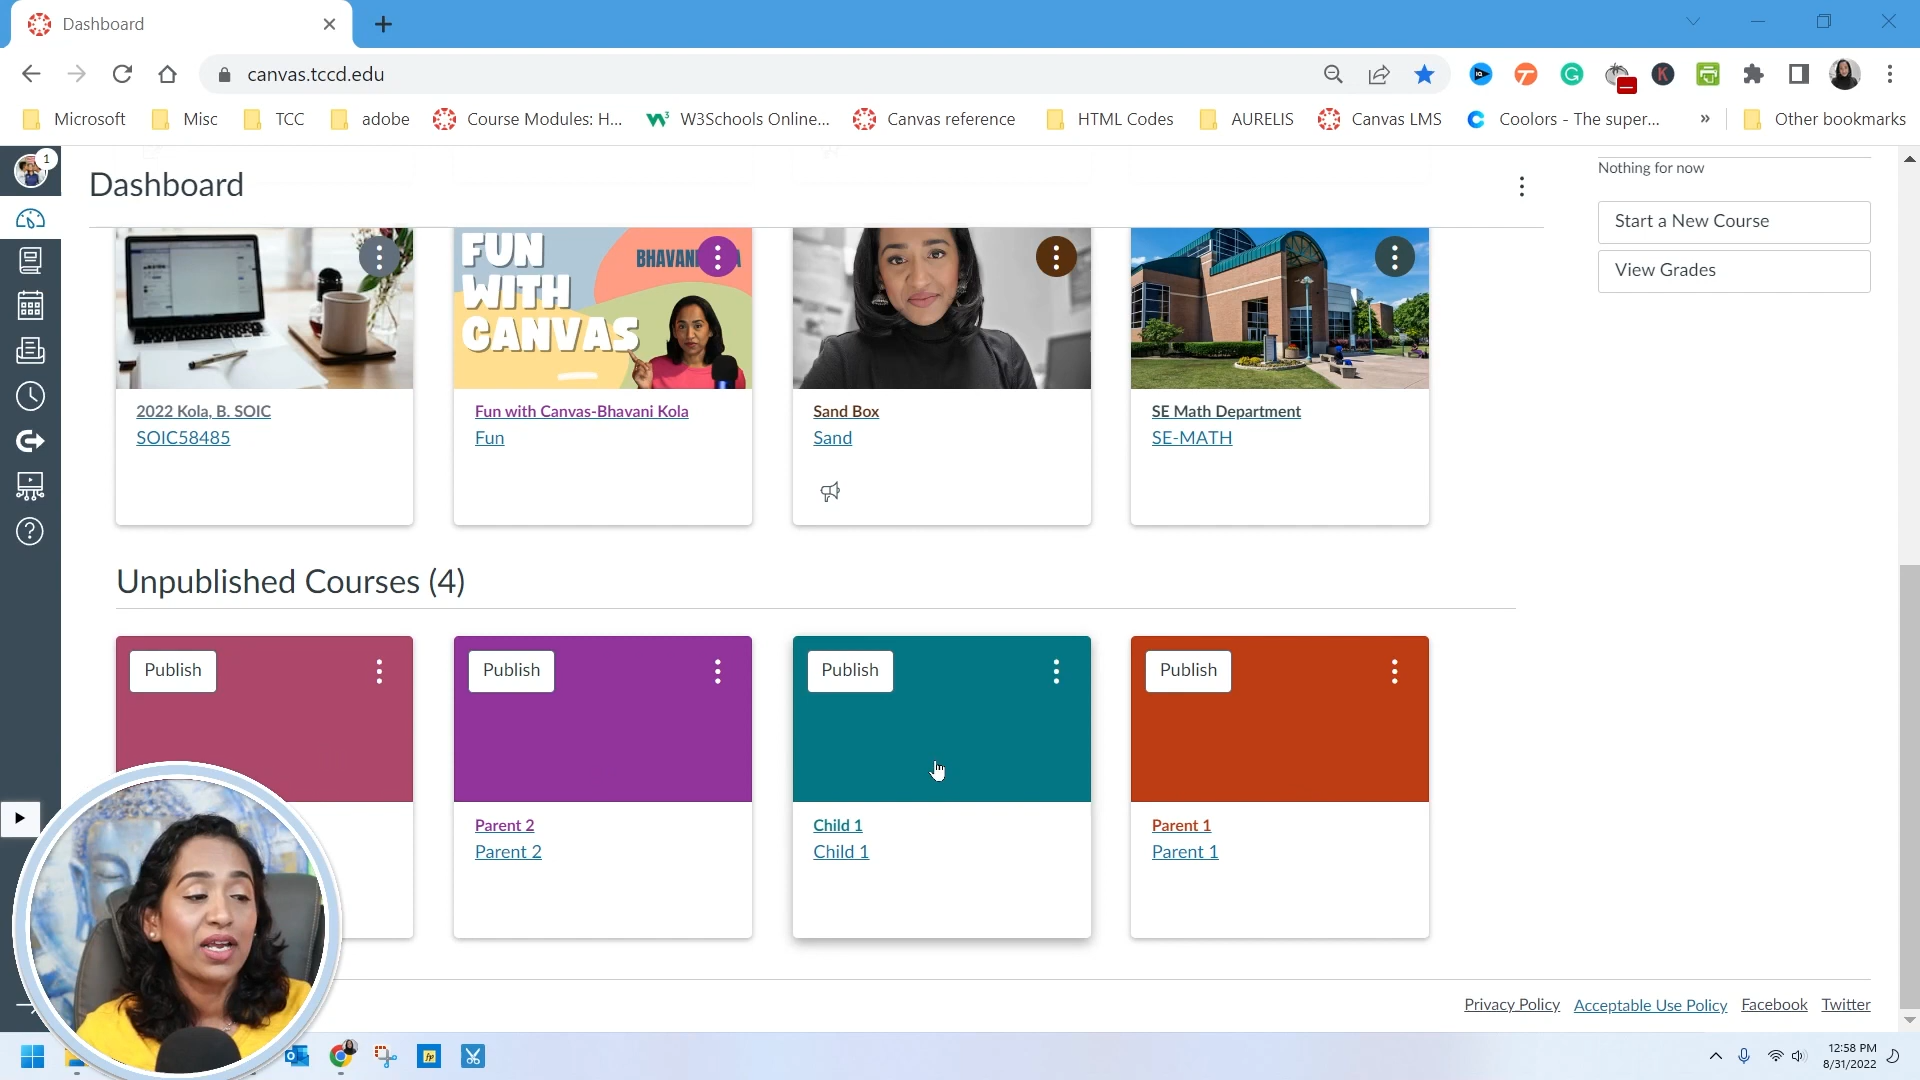 Dashboard
canvas.tccd.edu
Microsoft Misc TCC adobe Course Modules: H... W3Schools Online... Canvas reference HTML Codes AURELIS Canvas LMS Coolors - The super... » Other bookmarks
1
Dashboard
Nothing for now
Start a New Course
View Grades
FUN
WITH
CANVAS
2022 Kola, B. SOIC
SOIC58485
Fun with Canvas-Bhavani Kola
Fun
Sand Box
Sand
SE Math Department
SE-MATH
Unpublished Courses (4)
Publish Publish Publish Publish
Parent 2
Parent 2
Child 1
Child 1
Parent 1
Parent 1
Privacy Policy Acceptable Use Policy Facebook Twitter
12:58 PM
8/31/2022